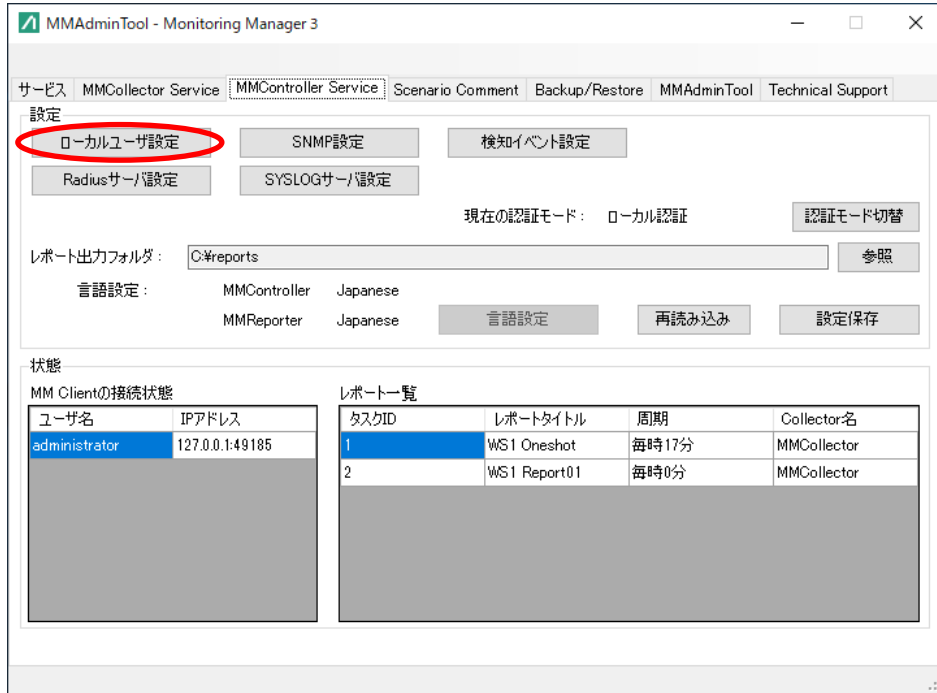 MMAdminTool - Monitoring Manager 3
サービス MMCollector Service MMController Service Scenario Comment Backup/Restore MMAdminTool Technical Support
設定
ローカルユーザ設定 SNMP設定 検知イベント設定
Radiusサーバ設定 SYSLOGサーバ設定
現在の認証モード： ローカル認証 認証モード切替
レポート出力フォルダ： C:¥reports 参照
言語設定： MMController Japanese
MMReporter Japanese 言語設定 再読み込み 設定保存
状態
MM Clientの接続状態 レポート一覧
ユーザ名 IPアドレス タスクID レポートタイトル 周期 Collector名
administrator 127.0.0.1:49185 1 WS1 Oneshot 毎時17分 MMCollector
2 WS1 Report01 毎時0分 MMCollector